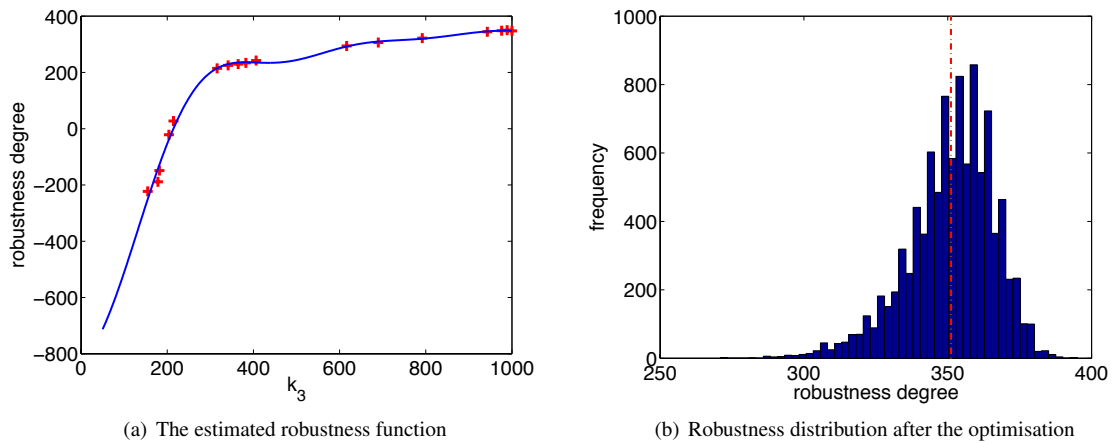 400
200
0
−200
−400
−600
−800
robustness degree
0 200 400 600 800 1000
k3
(a) The estimated robustness function
1000
800
600
400
200
0
frequency
250 300 350 400
robustness degree
(b) Robustness distribution after the optimisation